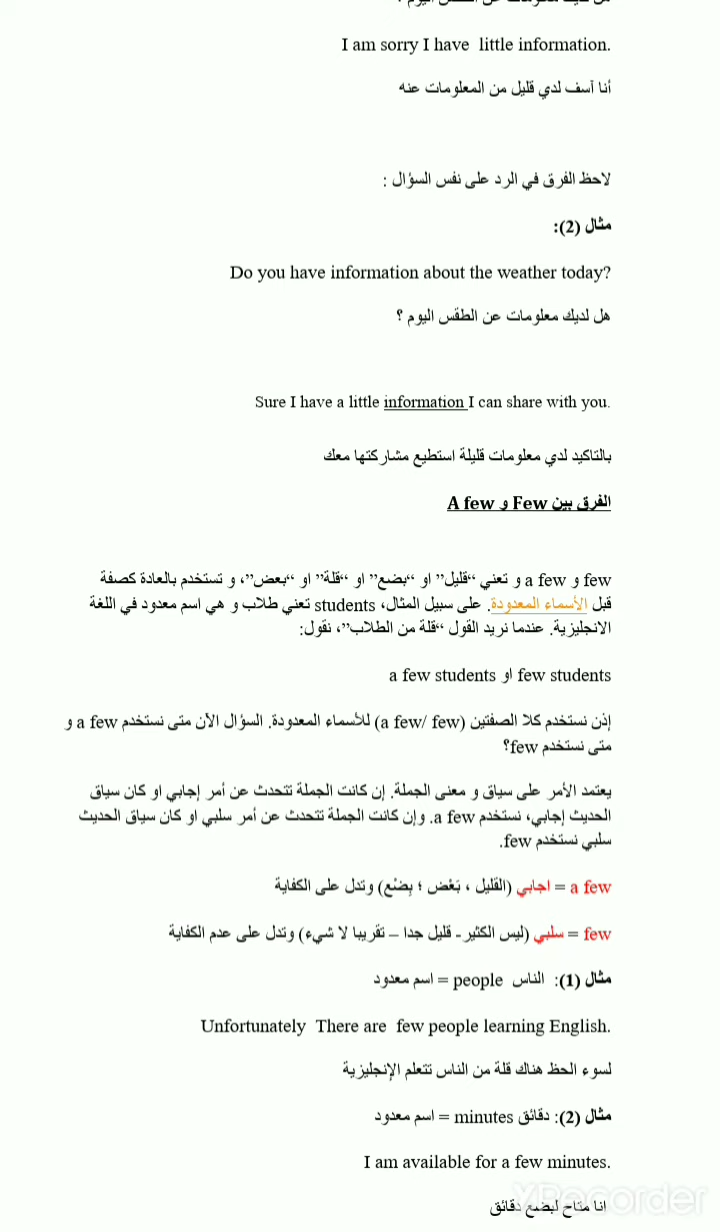 I am sorry I have little information.
أنا آسف لدي قليل من المعلومات عنه
لاحظ الفرق في الرد على نفس السؤال :
مثال (2):
Do you have information about the weather today?
هل لديك معلومات عن الطقس اليوم ؟
Sure I have a little information I can share with you.
بالتاكيد لدي معلومات قليلة استطيع مشاركتها معك
الفرق بين Few و A few
few و a few و تعني “قليل” او “بضع” او “قلة” او “بعض”، و تستخدم بالعادة كصفة
قبل الأسماء المعدودة. على سبيل المثال، students تعني طلاب و هي اسم معدود في اللغة
الانجليزية. عندما نريد القول “قلة من الطلاب”، نقول:
few students او a few students
إذن نستخدم كلا الصفتين (a few/ few) للأسماء المعدودة. السؤال الآن متى نستخدم a few و
متى نستخدم few؟
يعتمد الأمر على سياق و معنى الجملة. إن كانت الجملة تتحدث عن أمر إجابي او كان سياق
الحديث إجابي، نستخدم a few. وإن كانت الجملة تتحدث عن أمر سلبي او كان سياق الحديث
سلبي نستخدم few.
a few = اجابي (القليل ، بَعْض ؛ بِضْع) وتدل على الكفاية
few = سلبي (ليس الكثير - قليل جدا – تقريبا لا شيء) وتدل على عدم الكفاية
مثال (1): الناس people = اسم معدود
Unfortunately There are few people learning English.
لسوء الحظ هناك قلة من الناس تتعلم الإنجليزية
مثال (2): دقائق minutes = اسم معدود
I am available for a few minutes.
انا متاح لبضع دقائق
XRecorder